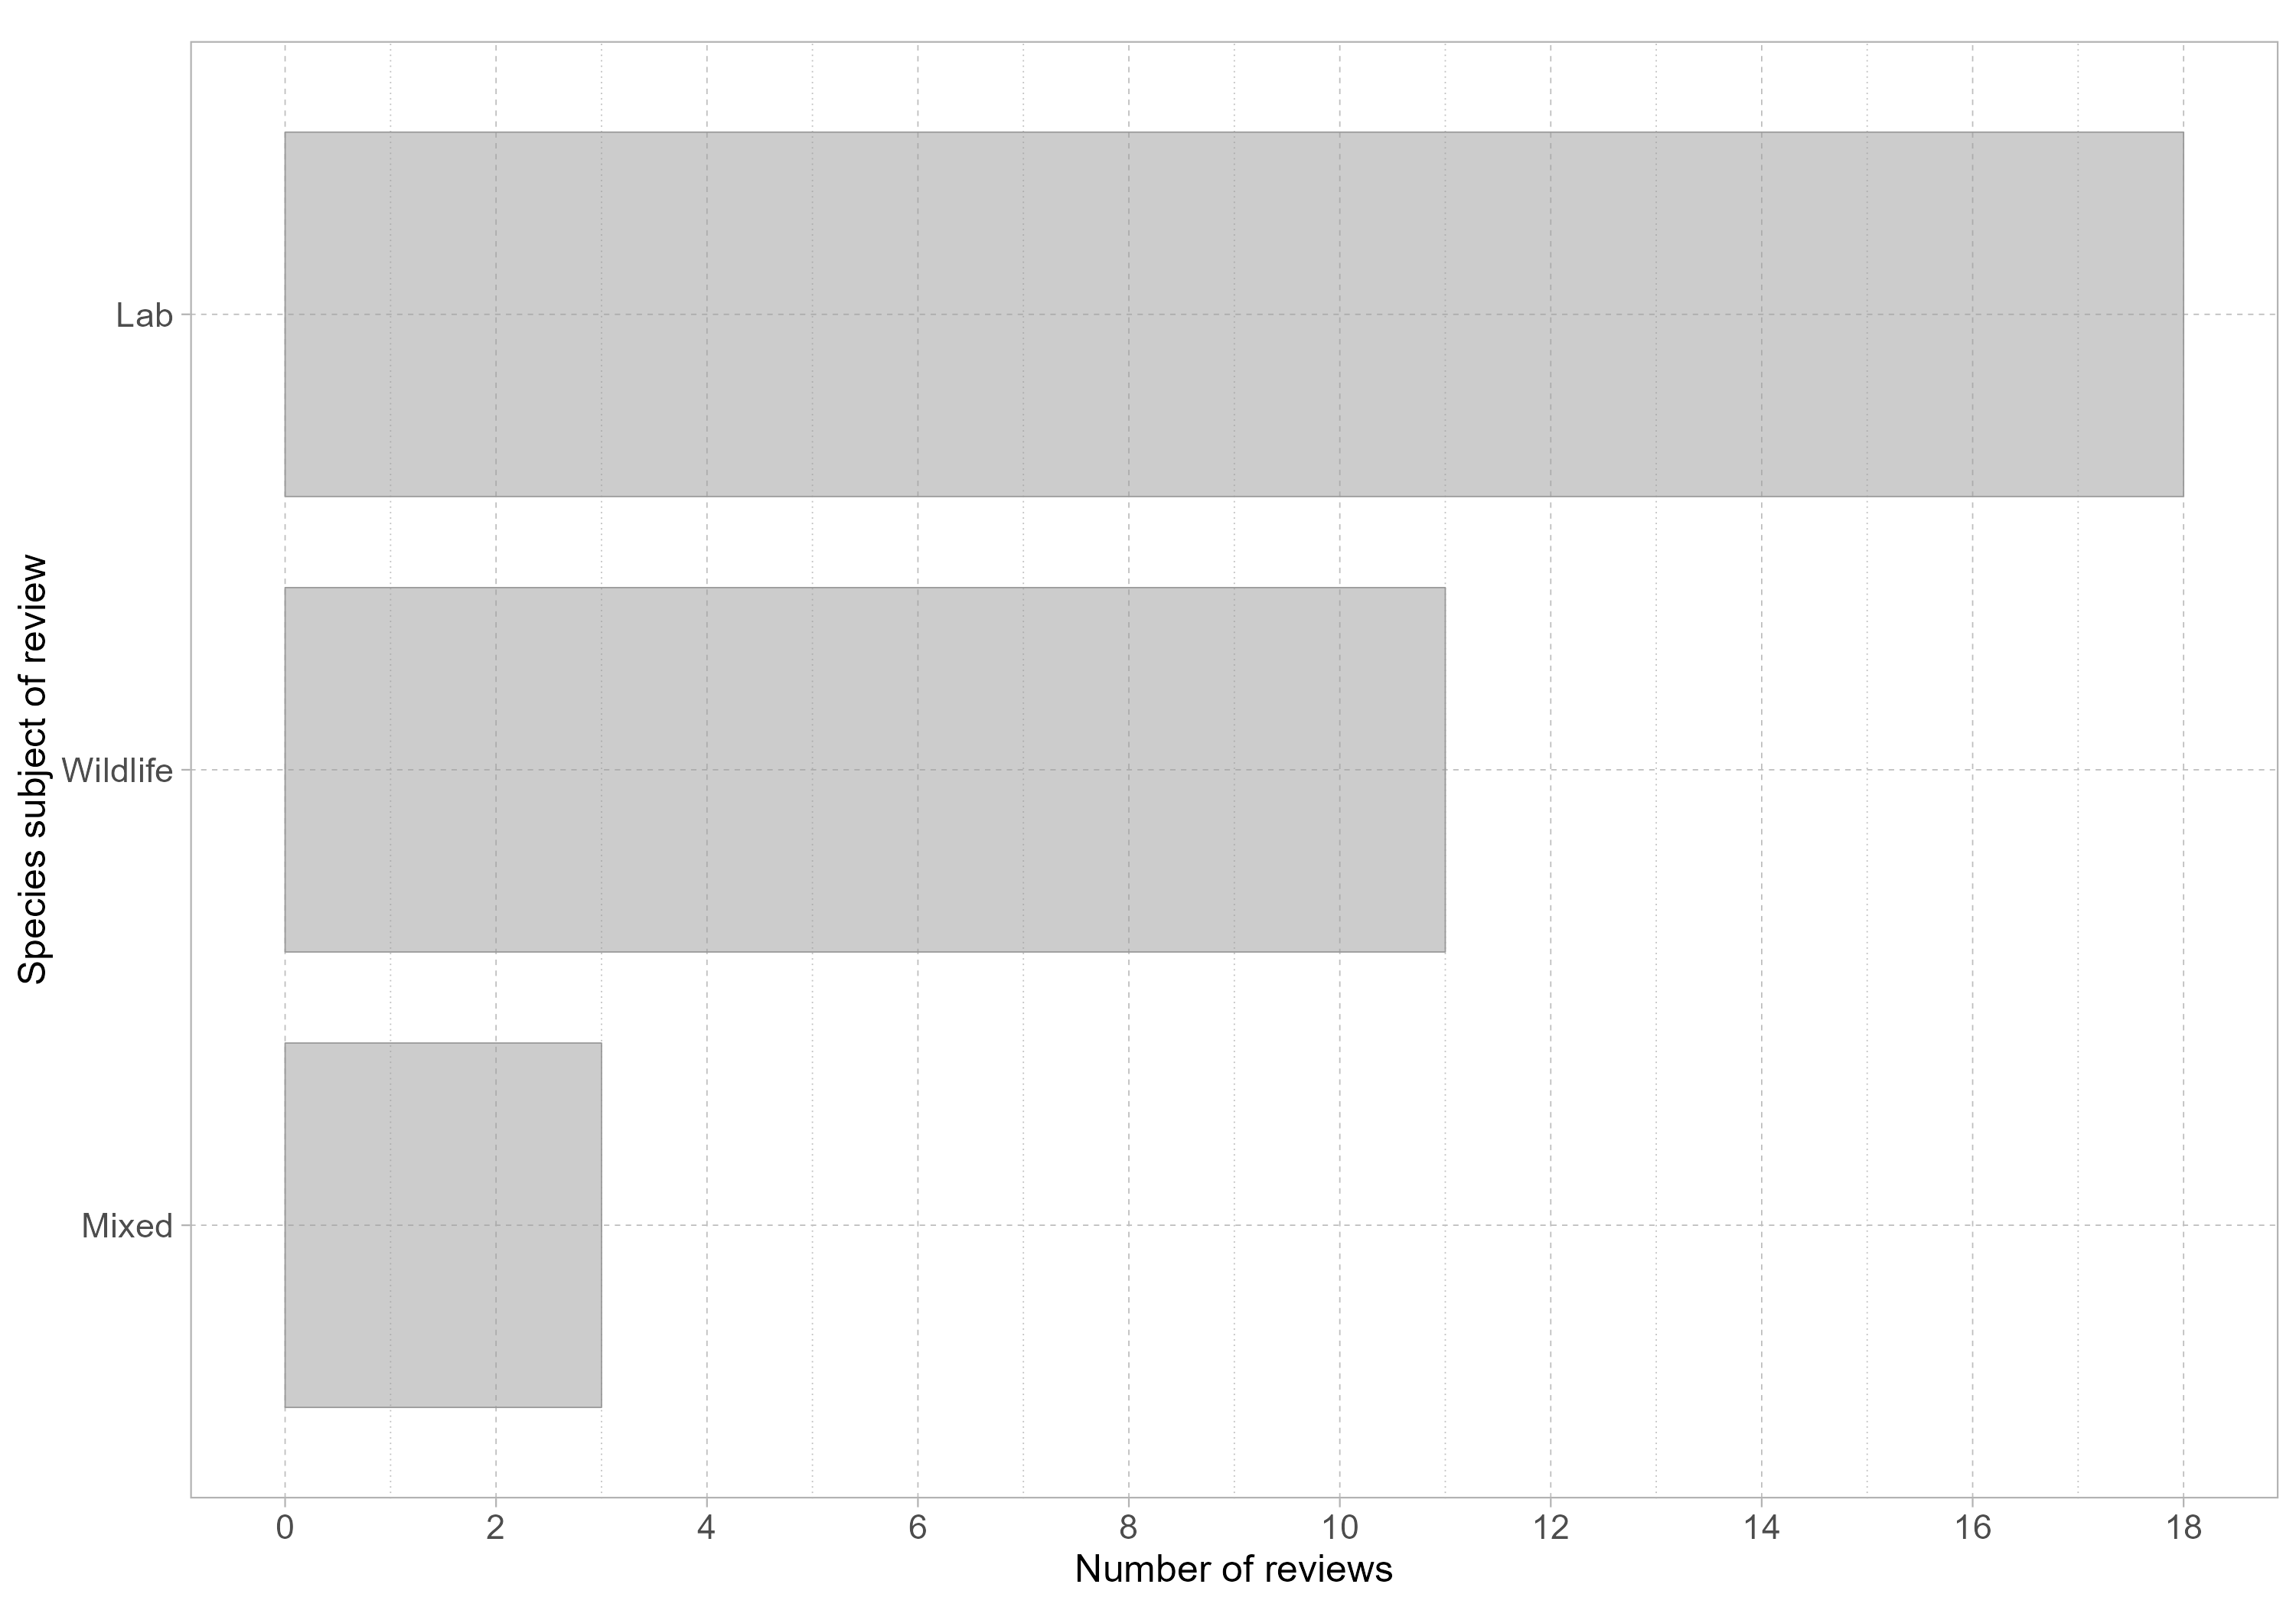 Species subject of review
Lab
Wildlife
Mixed
0 2 4 6 8 10 12 14 16 18
Number of reviews